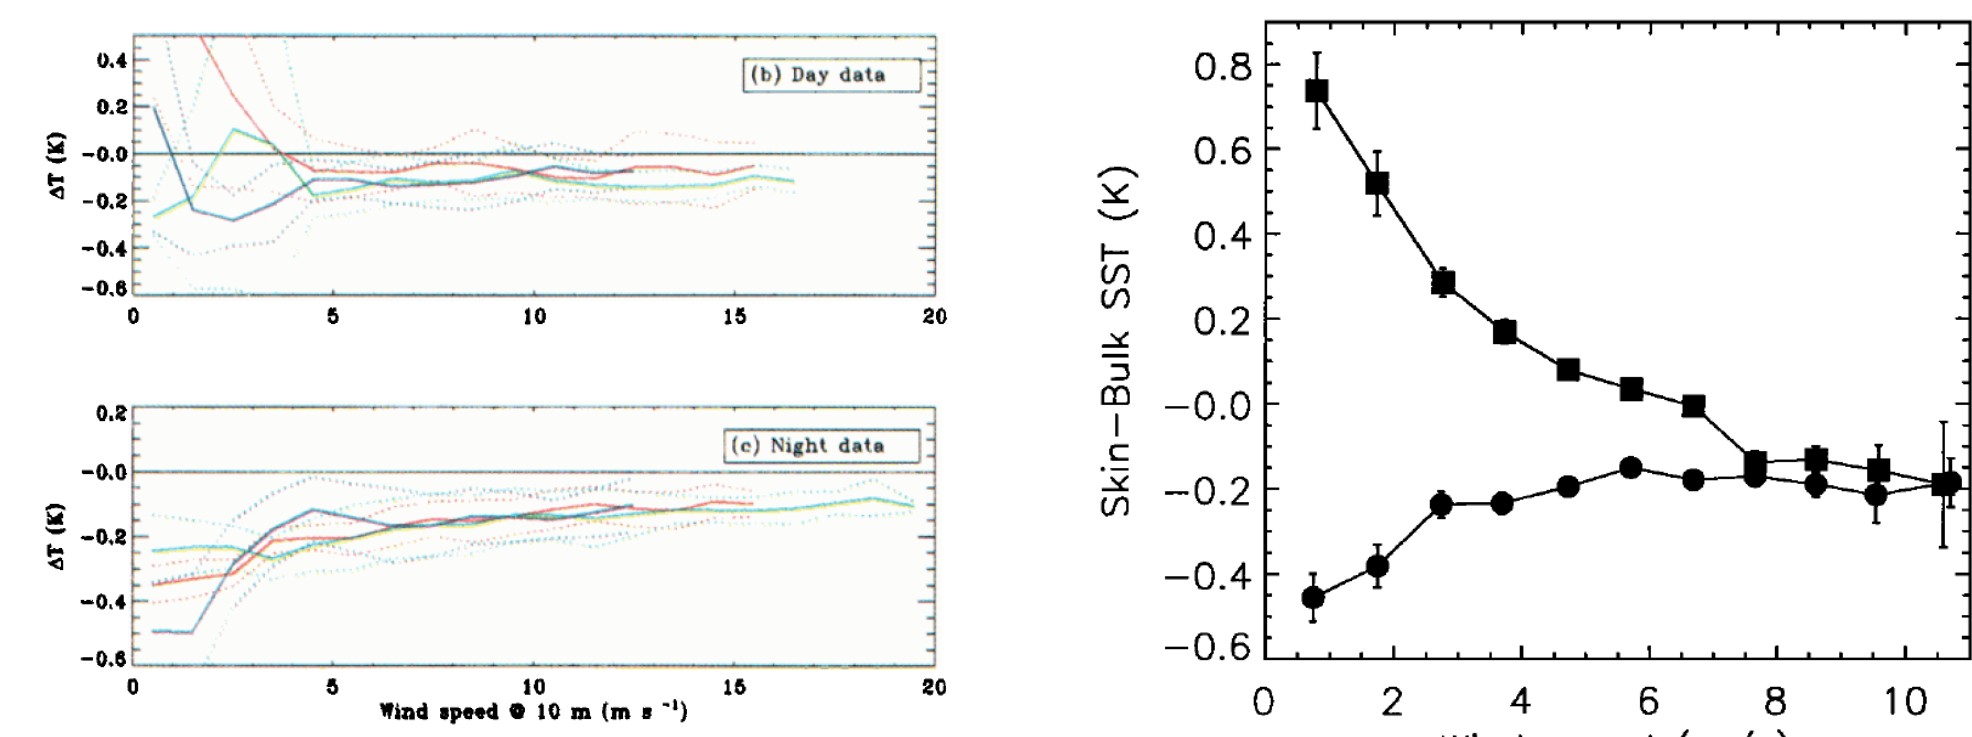 0.4
0.2
-0.0
-0.2
-0.4
-0.6
ΔT (K)
(b) Day data
0 5 10 15 20
0.2
-0.0
-0.2
-0.4
-0.6
ΔT (K)
(c) Night data
0 5 10 15 20
Wind speed @ 10 m (m s⁻¹)
Skin-Bulk SST (K)
0.8
0.6
0.4
0.2
-0.0
-0.2
-0.4
-0.6
0 2 4 6 8 10